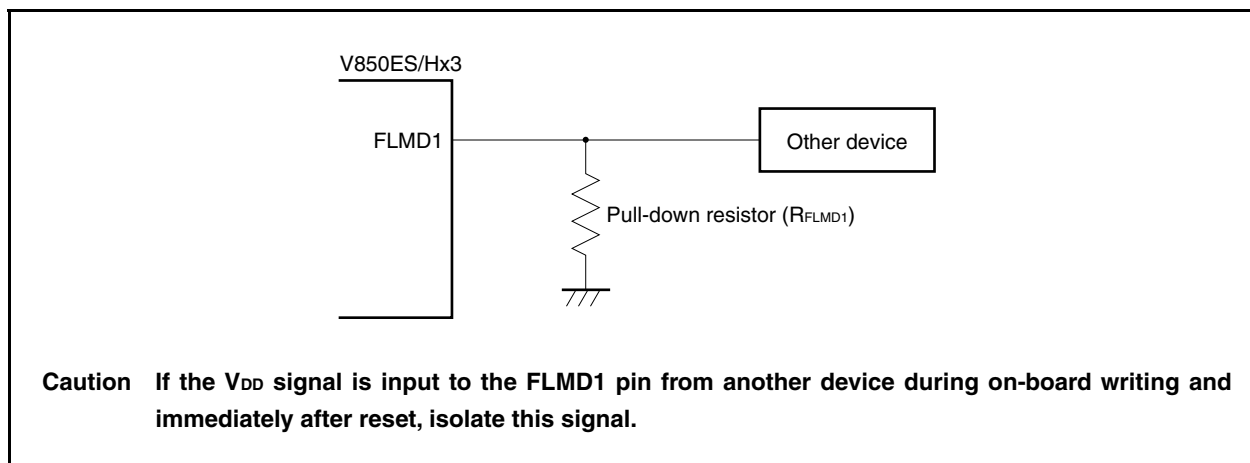 V850ES/Hx3
FLMD1
Other device
Pull-down resistor (RFLMD1)
Caution If the VDD signal is input to the FLMD1 pin from another device during on-board writing and
immediately after reset, isolate this signal.